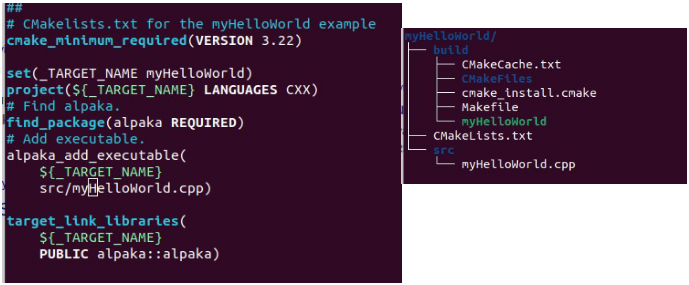 ##
# CMakelists.txt for the myHelloWorld example
cmake_minimum_required(VERSION 3.22)
set(_TARGET_NAME myHelloWorld)
project(${_TARGET_NAME} LANGUAGES CXX)
# Find alpaka.
find_package(alpaka REQUIRED)
# Add executable.
alpaka_add_executable(
    ${_TARGET_NAME}
    src/myHelloWorld.cpp)
target_link_libraries(
    ${_TARGET_NAME}
    PUBLIC alpaka::alpaka)
myHelloWorld/
├── build
│   ├── CMakeCache.txt
│   ├── CMakeFiles
│   ├── cmake_install.cmake
│   ├── Makefile
│   └── myHelloWorld
├── CMakeLists.txt
└── src
    └── myHelloWorld.cpp